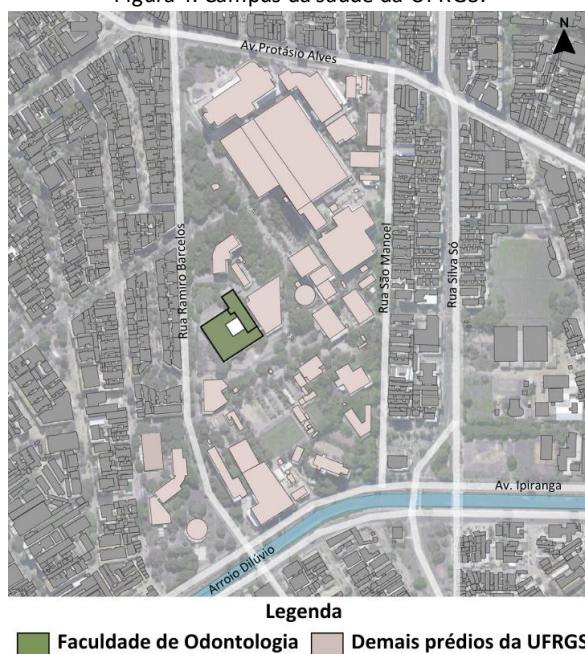 Figura 4. Campus da saúde da UFRGS.
N
Av.Protásio Alves
Rua Ramiro Barcelos
Rua São Manoel
Rua Silva Só
Av. Ipiranga
Arroio Dilúvio
Legenda
Faculdade de Odontologia
Demais prédios da UFRGS